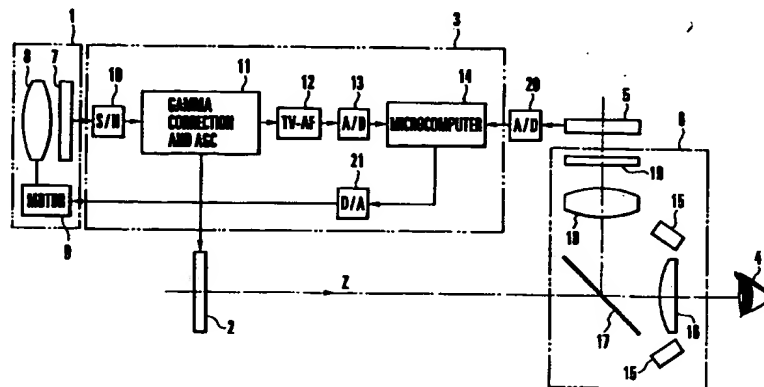 1
3
8
7
10
11
12
13
14
20
5
6
S/H
GAMMA
CORRECTION
AND AGC
TV-AF
A/D
MICROCOMPUTER
A/D
19
MOTOR
9
21
D/A
18
15
Z
4
2
17
16
15